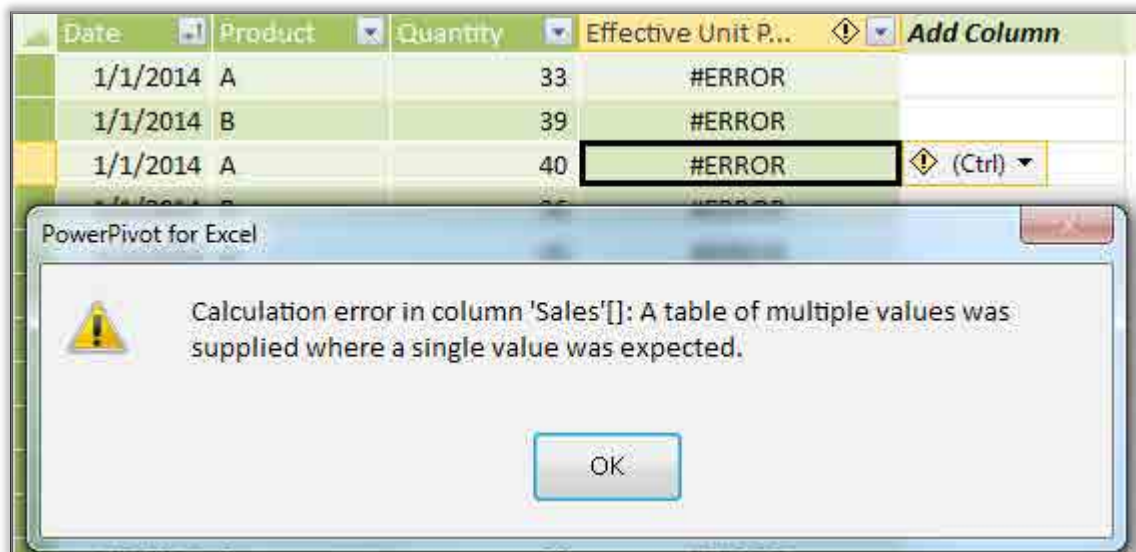 Date Product Quantity Effective Unit P... Add Column
1/1/2014 A 33 #ERROR
1/1/2014 B 39 #ERROR
1/1/2014 A 40 #ERROR (Ctrl)
PowerPivot for Excel
Calculation error in column 'Sales'[]: A table of multiple values was
supplied where a single value was expected.
OK